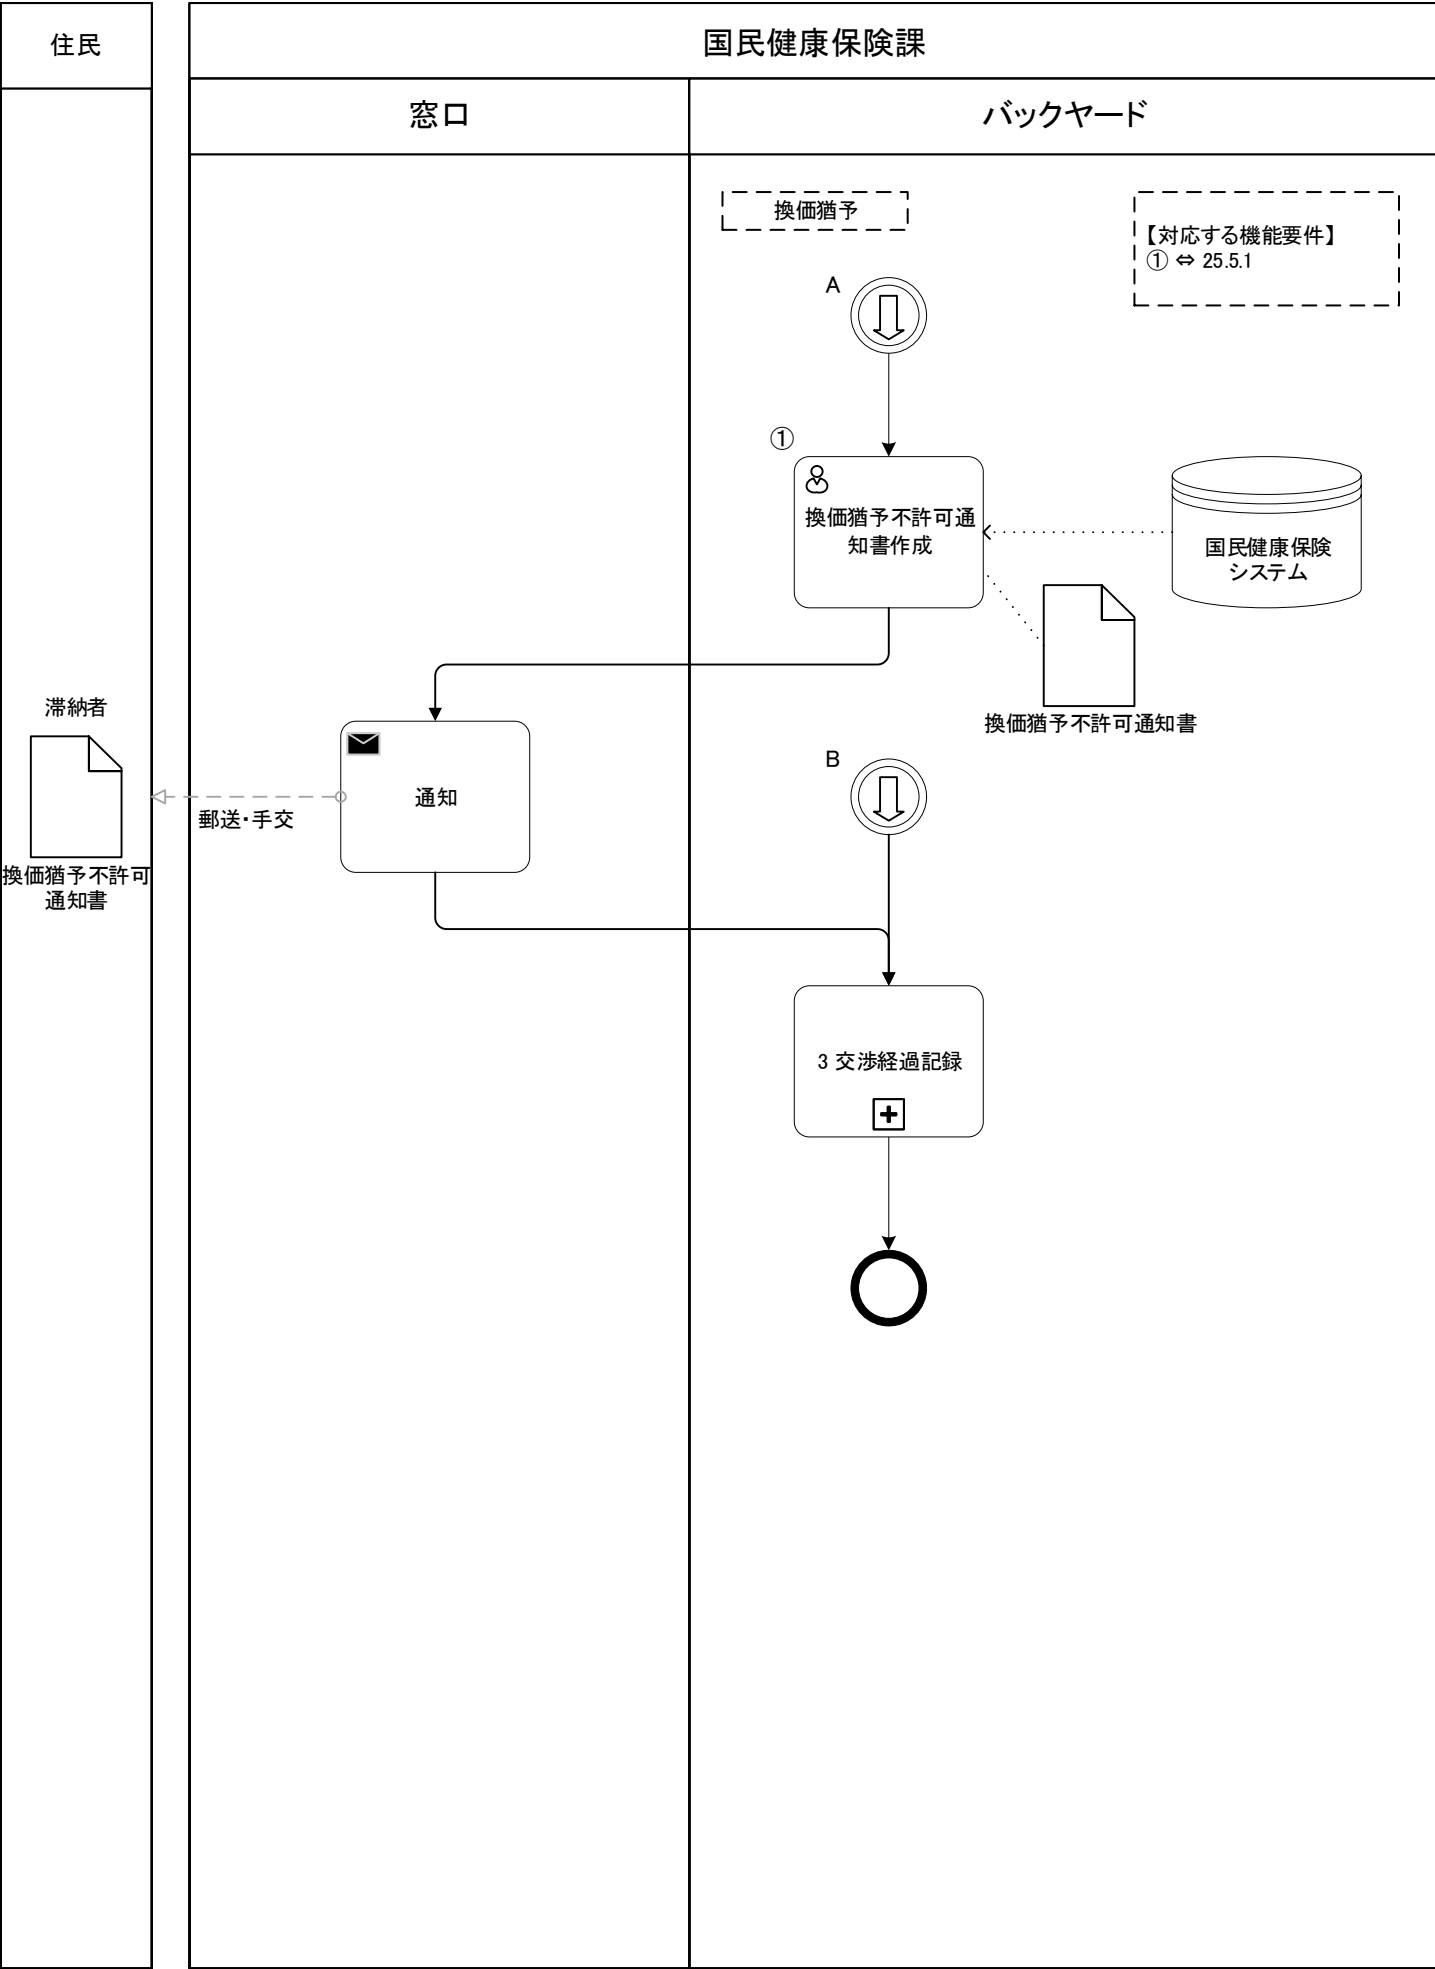 住民
国民健康保険課
窓口
バックヤード
換価猶予
【対応する機能要件】
① ⇔ 25.5.1
A
①
換価猶予不許可通
知書作成
国民健康保険
システム
換価猶予不許可通知書
滞納者
換価猶予不許可
通知書
郵送・手交
通知
B
3 交渉経過記録